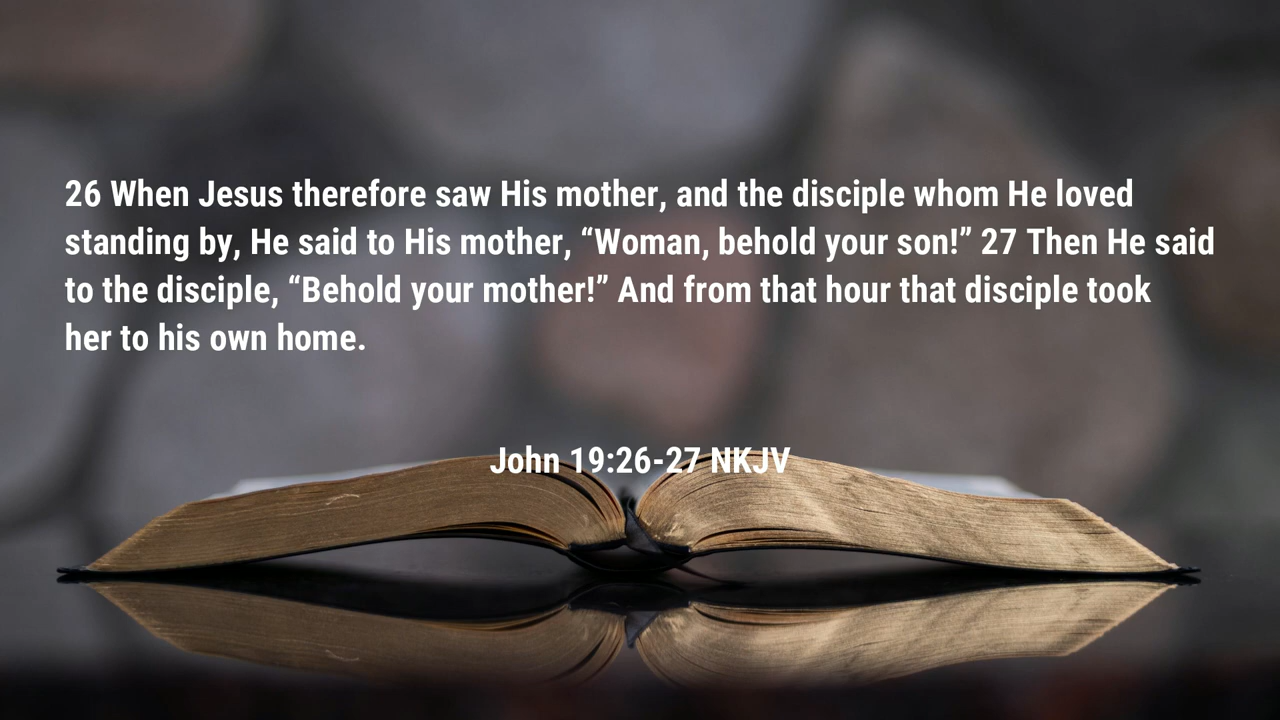 26 When Jesus therefore saw His mother, and the disciple whom He loved
standing by, He said to His mother, “Woman, behold your son!” 27 Then He said
to the disciple, “Behold your mother!” And from that hour that disciple took
her to his own home.
John 19:26-27 NKJV